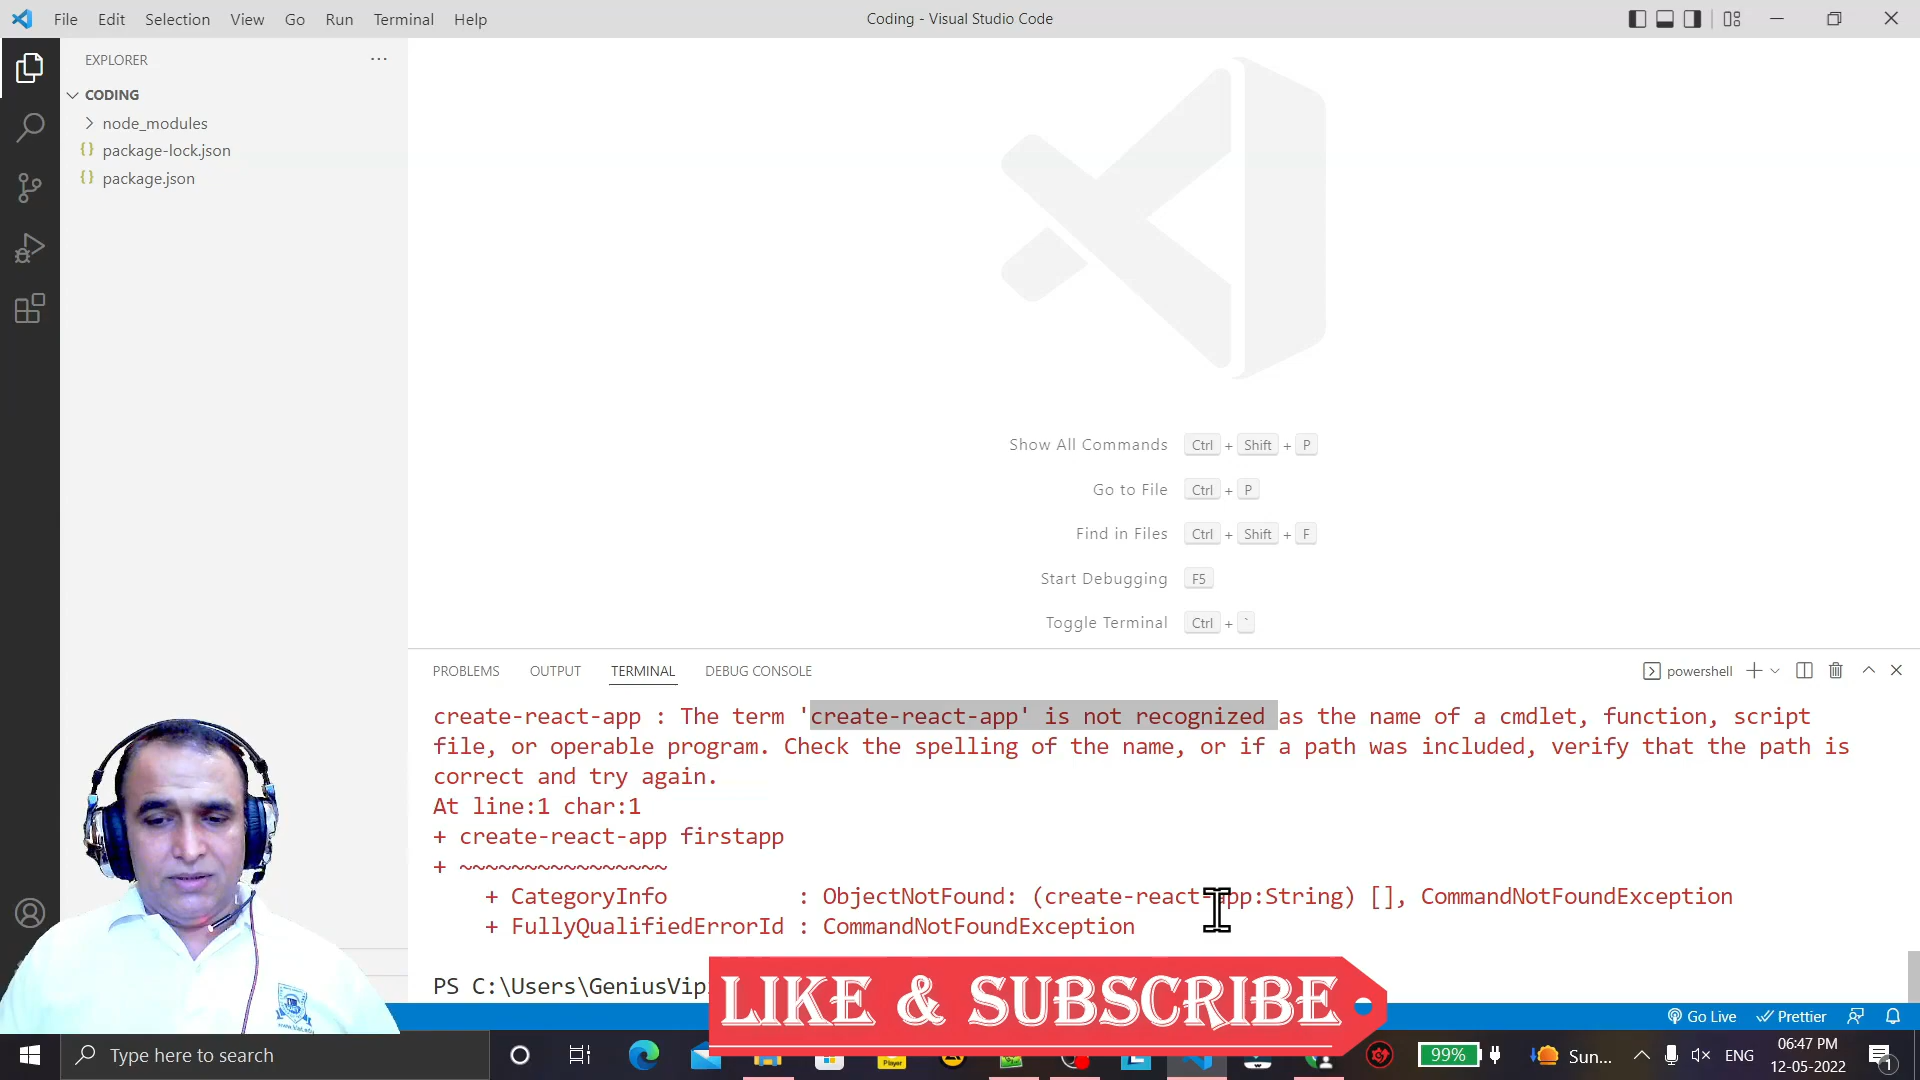 File Edit Selection View Go Run Terminal Help
Coding - Visual Studio Code
EXPLORER
CODING
node_modules
package-lock.json
package.json
Show All Commands Ctrl + Shift + P
Go to File Ctrl + P
Find in Files Ctrl + Shift + F
Start Debugging F5
Toggle Terminal Ctrl + `
PROBLEMS OUTPUT TERMINAL DEBUG CONSOLE
powershell
create-react-app : The term 'create-react-app' is not recognized as the name of a cmdlet, function, script
file, or operable program. Check the spelling of the name, or if a path was included, verify that the path is
correct and try again.
At line:1 char:1
+ create-react-app firstapp
+ ~~~~~~~~~~~~~~~~
+ CategoryInfo : ObjectNotFound: (create-react-app:String) [], CommandNotFoundException
+ FullyQualifiedErrorId : CommandNotFoundException
PS C:\Users\GeniusVip
LIKE & SUBSCRIBE
Go Live Prettier
Type here to search
99%
Sun...
ENG
06:47 PM
12-05-2022
1